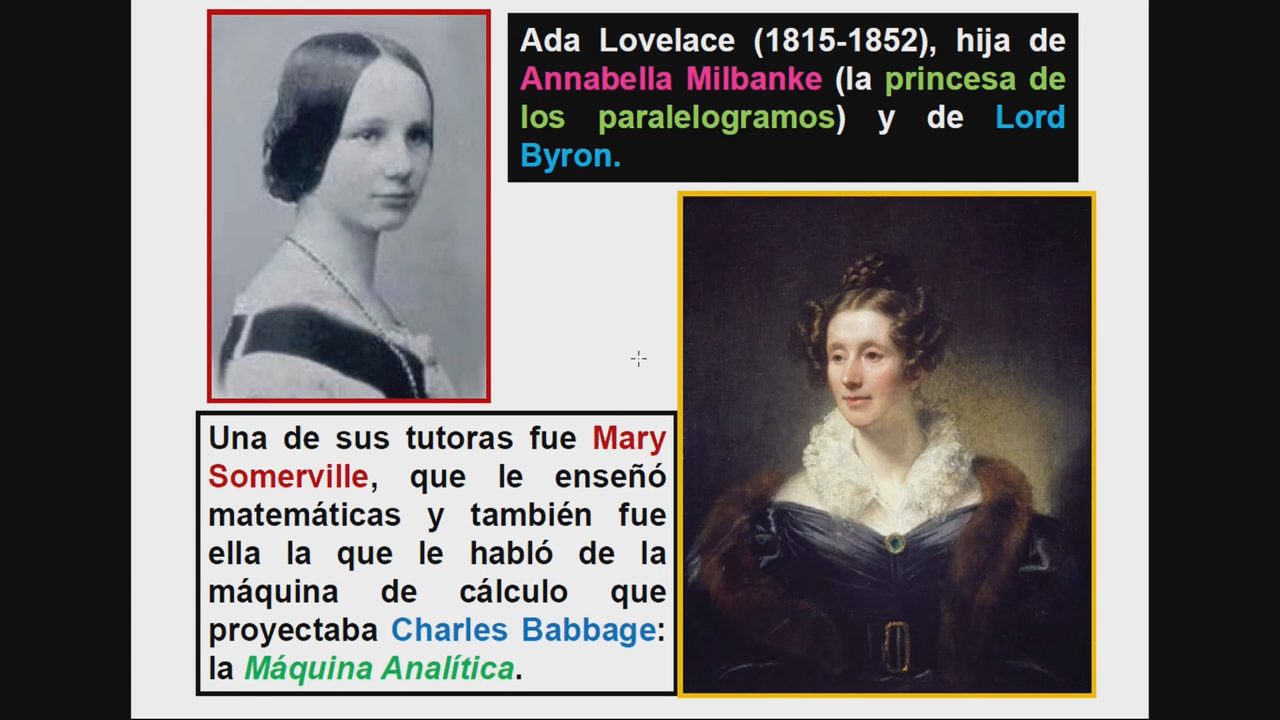 Ada Lovelace (1815-1852), hija de
Annabella Milbanke (la princesa de
los paralelogramos) y de Lord
Byron.
Una de sus tutoras fue Mary
Somerville, que le enseñó
matemáticas y también fue
ella la que le habló de la
máquina de cálculo que
proyectaba Charles Babbage:
la Máquina Analítica.